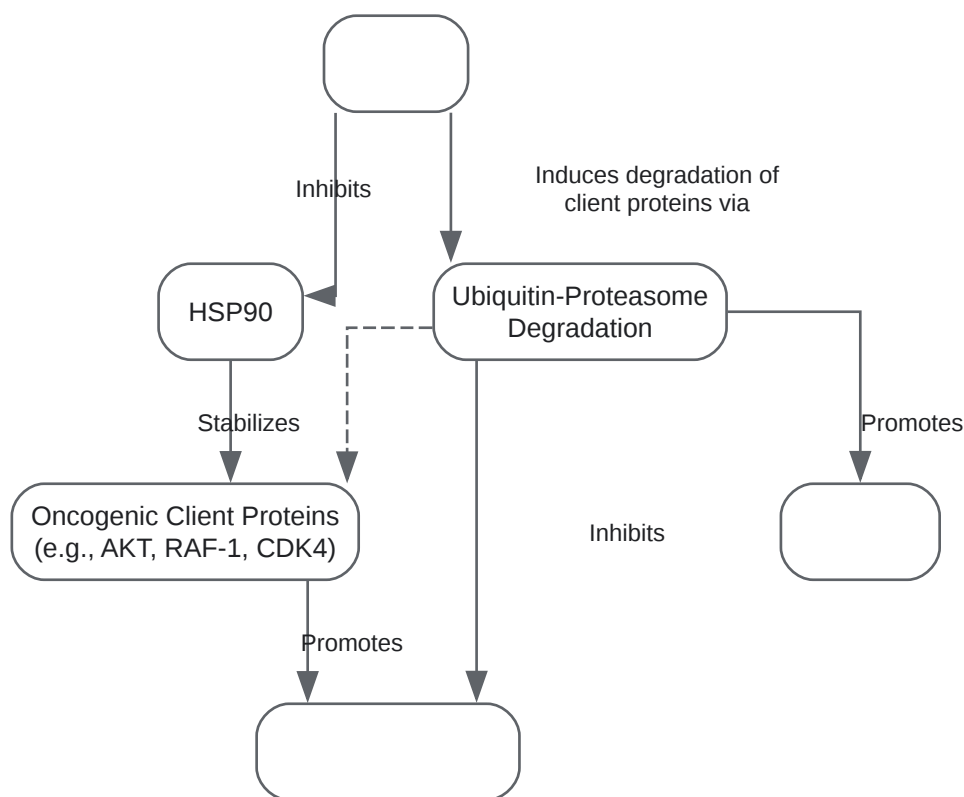 Inhibits
Induces degradation of
client proteins via
HSP90
Ubiquitin-Proteasome
Degradation
Stabilizes
Promotes
Oncogenic Client Proteins
(e.g., AKT, RAF-1, CDK4)
Inhibits
Promotes